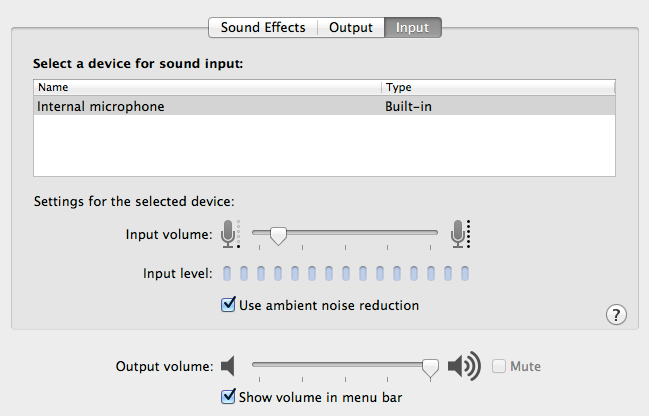 Sound Effects Output Input
Select a device for sound input:
Name Type
Internal microphone Built-in
Settings for the selected device:
Input volume:
Input level:
Use ambient noise reduction
?
Output volume: Mute
Show volume in menu bar